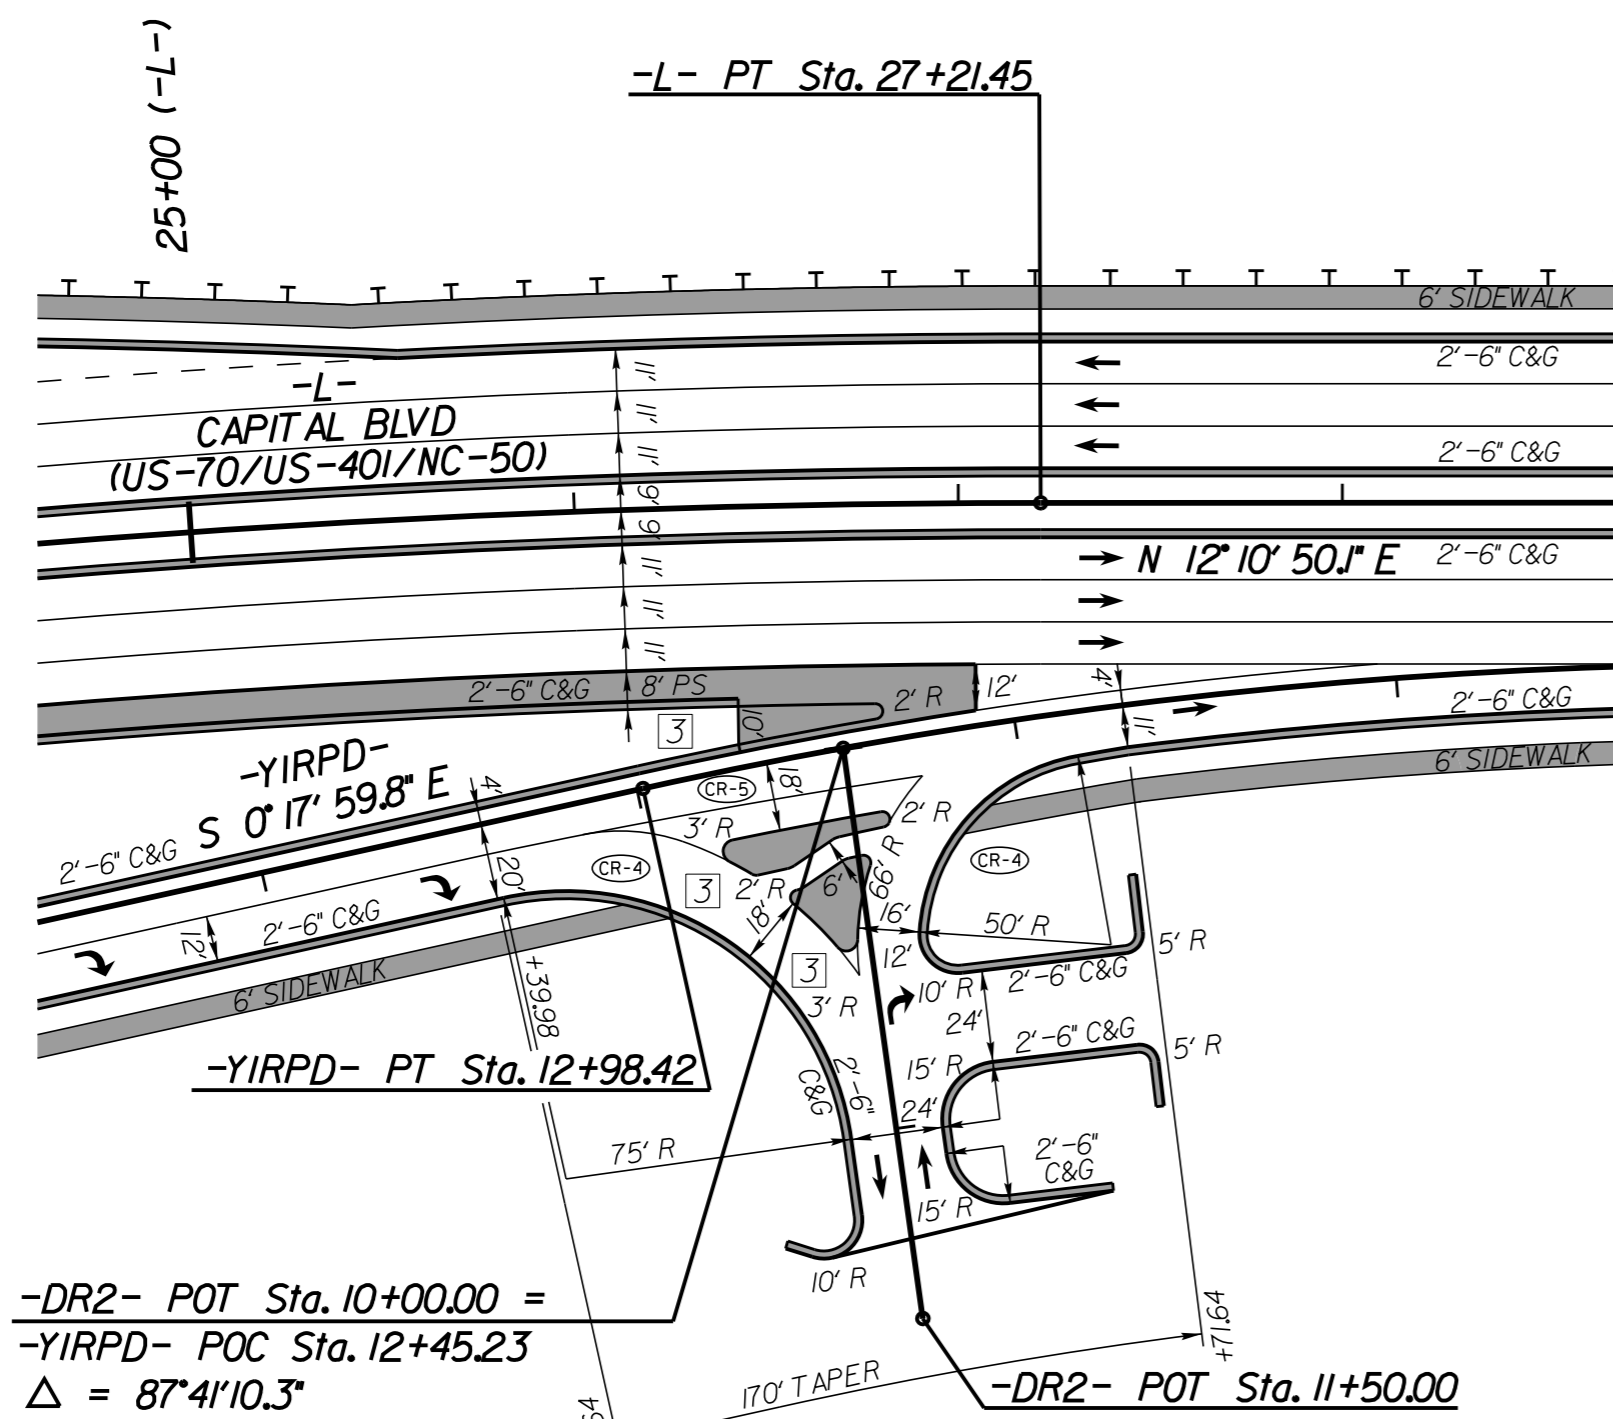 25+00 (-L-)
-L- PT Sta. 27+21.45
6' SIDEWALK
2'-6" C&G
-L-
CAPITAL BLVD
(US-70/US-401/NC-50)
11'
11'
11'
9'
9'
11'
11'
11'
2'-6" C&G
N 12°10' 50.1" E
2'-6" C&G
2'-6" C&G
8' PS
2' R
12'
4'
11'
2'-6" C&G
3
10'
6' SIDEWALK
-Y1RPD-
S 0°17' 59.8" E
4'
18'
CR-5
2' R
3' R
2'-6" C&G
CR-4
20'
3
2' R
6'
66' R
CR-4
2'-6" C&G
12'
18'
16'
50' R
5' R
12'
3
6' SIDEWALK
+39.98
3' R
10' R
2'-6" C&G
24'
2'-6" C&G
5' R
-Y1RPD- PT Sta. 12+98.42
2'-6"
C&G
15' R
24'
75' R
2'-6"
C&G
15' R
10' R
-DR2- POT Sta. 10+00.00 =
-Y1RPD- POC Sta. 12+45.23
△ = 87°41'10.3"
+71.64
170' TAPER
-DR2- POT Sta. 11+50.00
64